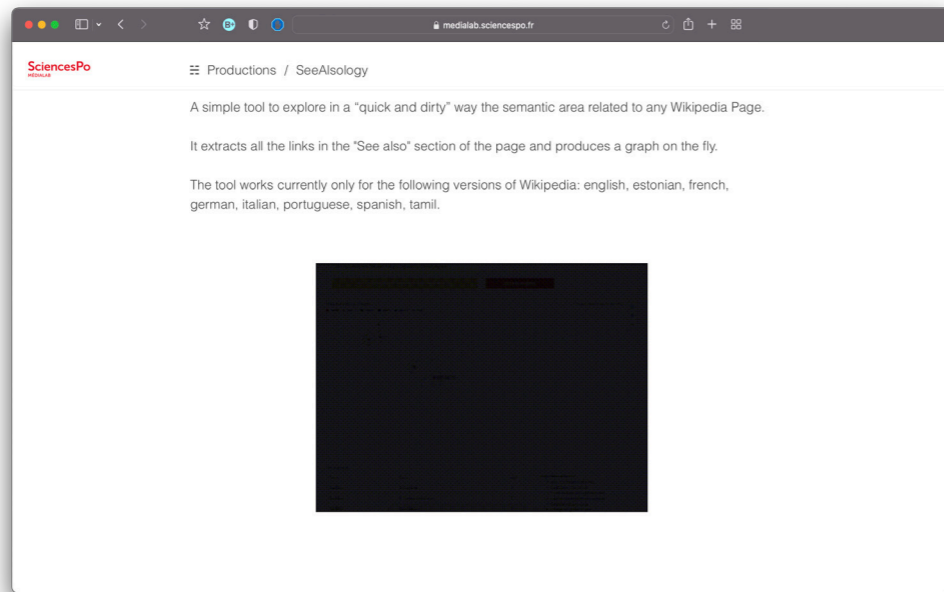 medialab.sciencespo.fr
SciencesPo
MÉDIALAB
Productions / SeeAlsology
A simple tool to explore in a “quick and dirty” way the semantic area related to any Wikipedia Page.
It extracts all the links in the "See also" section of the page and produces a graph on the fly.
The tool works currently only for the following versions of Wikipedia: english, estonian, french,
german, italian, portuguese, spanish, tamil.